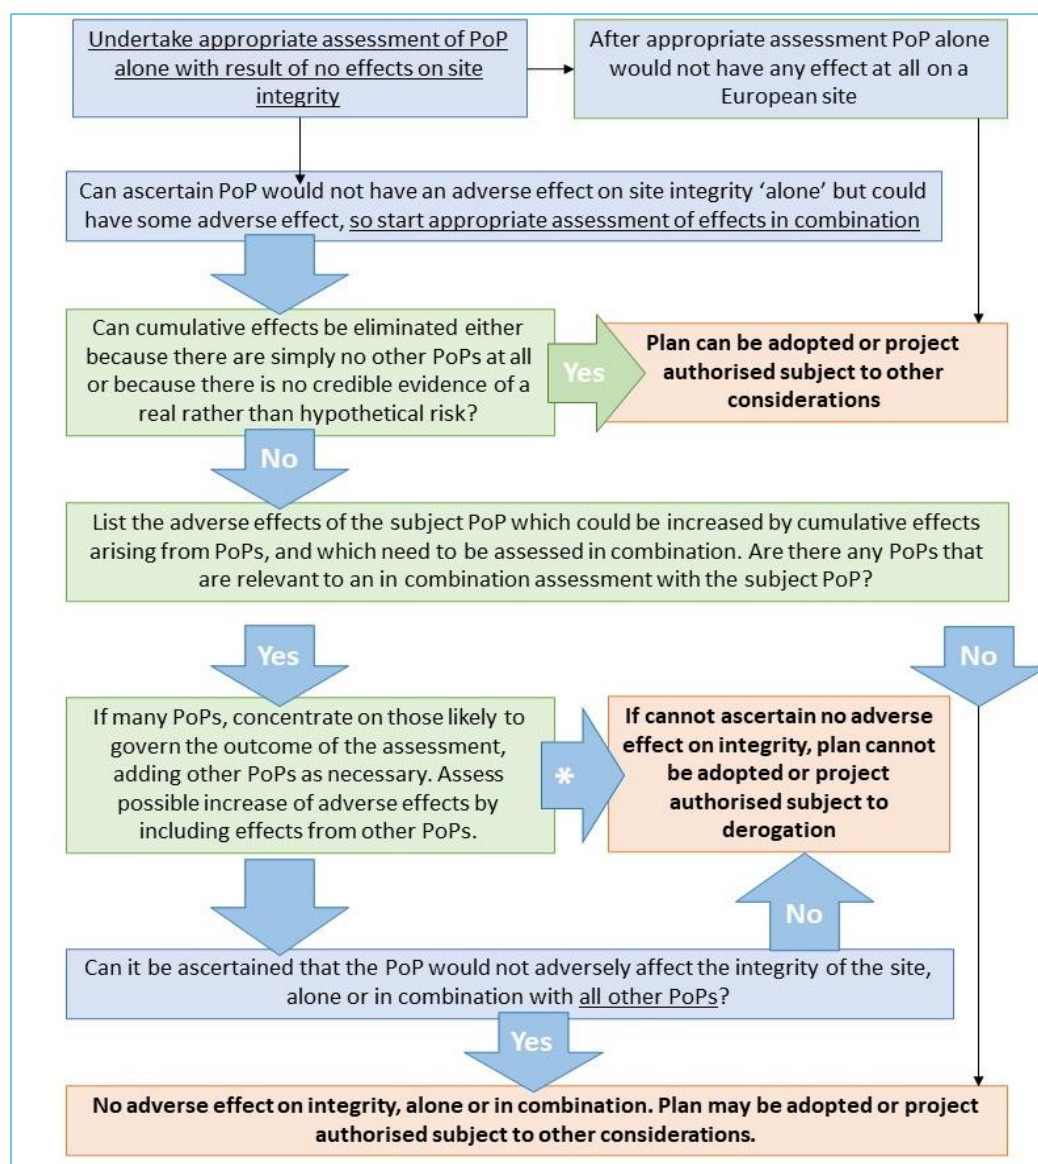 Undertake appropriate assessment of PoP
alone with result of no effects on site
integrity
After appropriate assessment PoP alone
would not have any effect at all on a
European site
Can ascertain PoP would not have an adverse effect on site integrity ‘alone’ but could
have some adverse effect, so start appropriate assessment of effects in combination
Can cumulative effects be eliminated either
because there are simply no other PoPs at all
or because there is no credible evidence of a
real rather than hypothetical risk?
Yes
Plan can be adopted or project
authorised subject to other
considerations
No
List the adverse effects of the subject PoP which could be increased by cumulative effects
arising from PoPs, and which need to be assessed in combination. Are there any PoPs that
are relevant to an in combination assessment with the subject PoP?
Yes
No
If many PoPs, concentrate on those likely to
govern the outcome of the assessment,
adding other PoPs as necessary. Assess
possible increase of adverse effects by
including effects from other PoPs.
*
If cannot ascertain no adverse
effect on integrity, plan cannot
be adopted or project
authorised subject to
derogation
No
Can it be ascertained that the PoP would not adversely affect the integrity of the site,
alone or in combination with all other PoPs?
Yes
No adverse effect on integrity, alone or in combination. Plan may be adopted or project
authorised subject to other considerations.